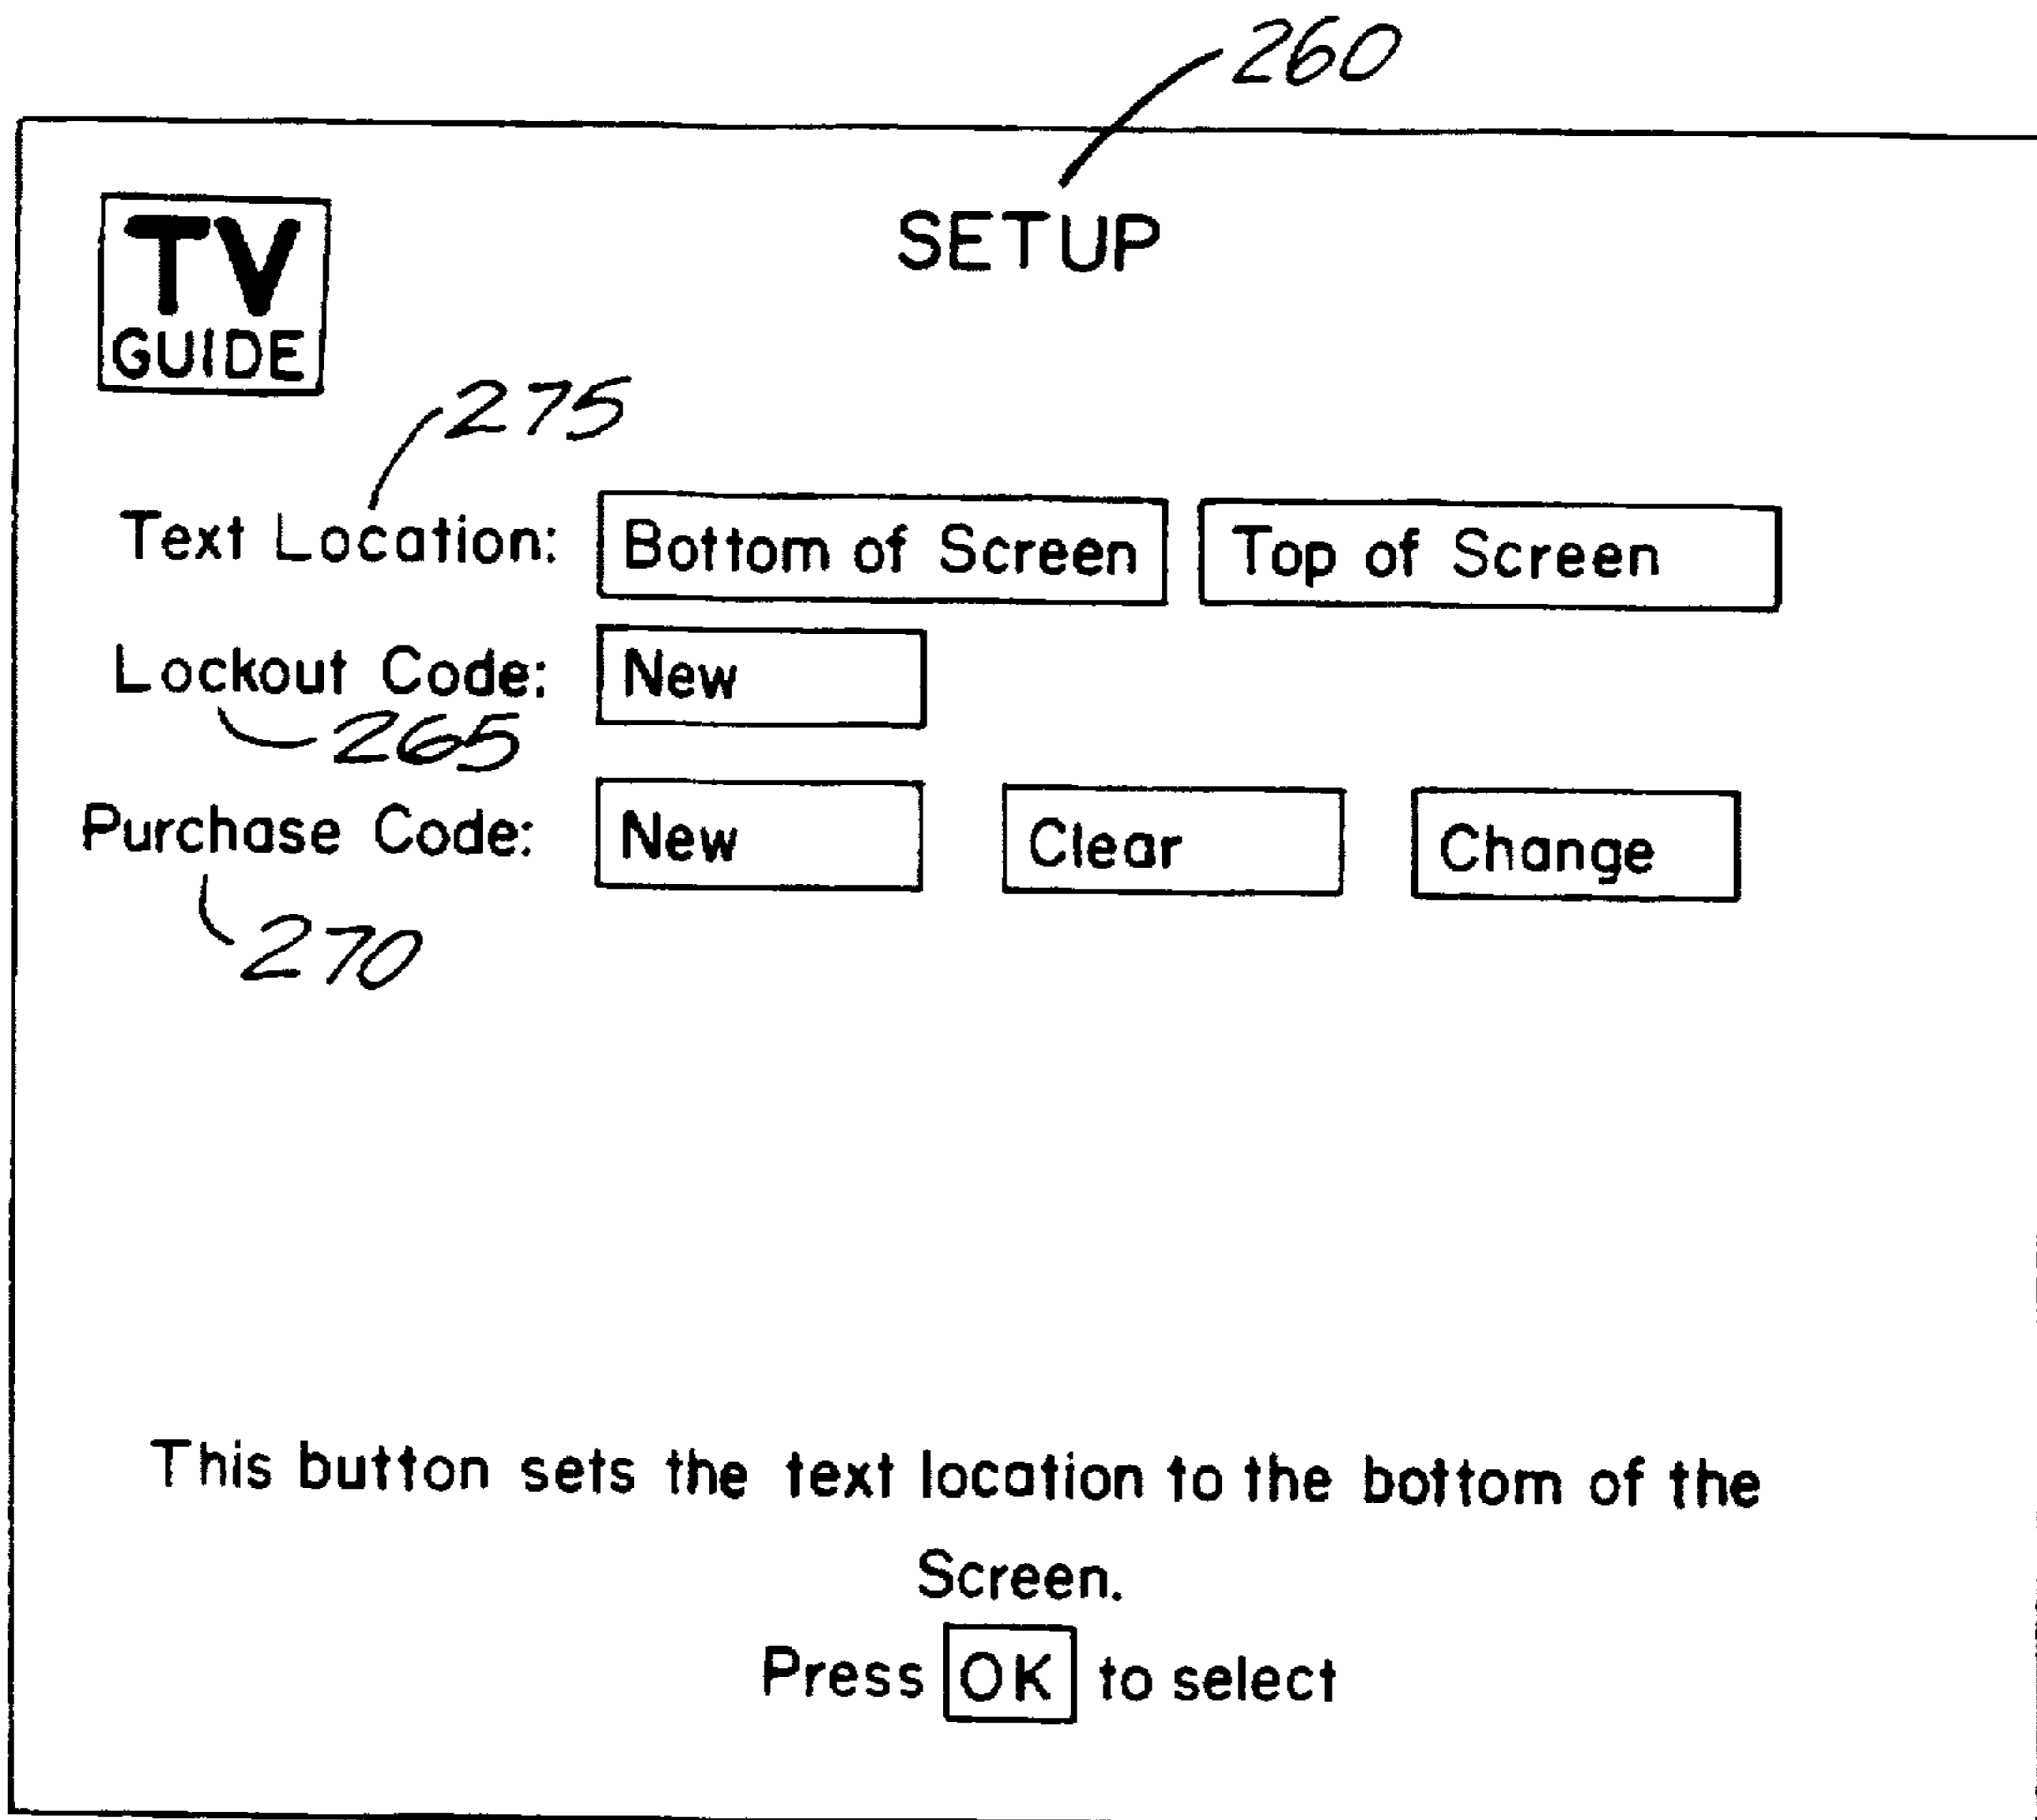 260
SETUP
TV
GUIDE
275
Text Location: Bottom of Screen Top of Screen
Lockout Code: New
265
Purchase Code: New Clear Change
270
This button sets the text location to the bottom of the
Screen.
Press OK to select